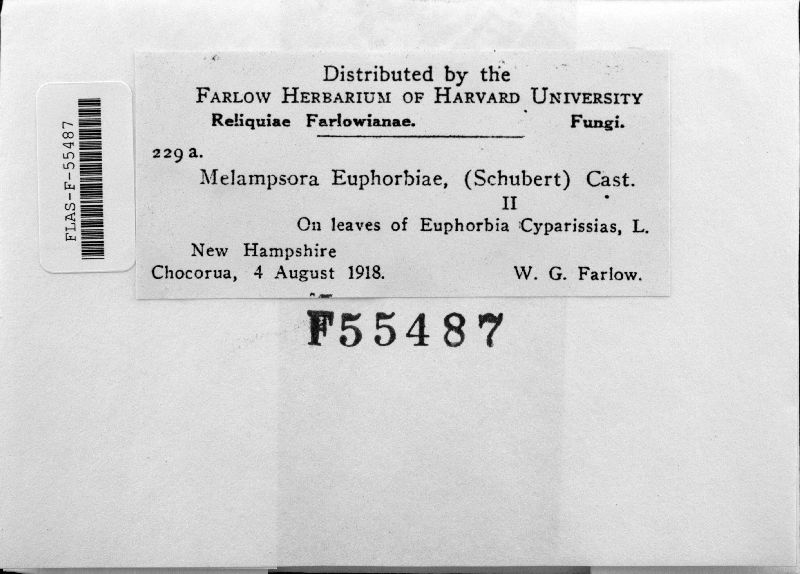 Distributed by the
FARLOW HERBARIUM OF HARVARD UNIVERSITY
Reliquiae Farlowianae. Fungi.
229 a.
Melampsora Euphorbiae, (Schubert) Cast.
II
On leaves of Euphorbia Cyparissias, L.
New Hampshire
Chocorua, 4 August 1918. W. G. Farlow.
FLAS-F-55487
F55487